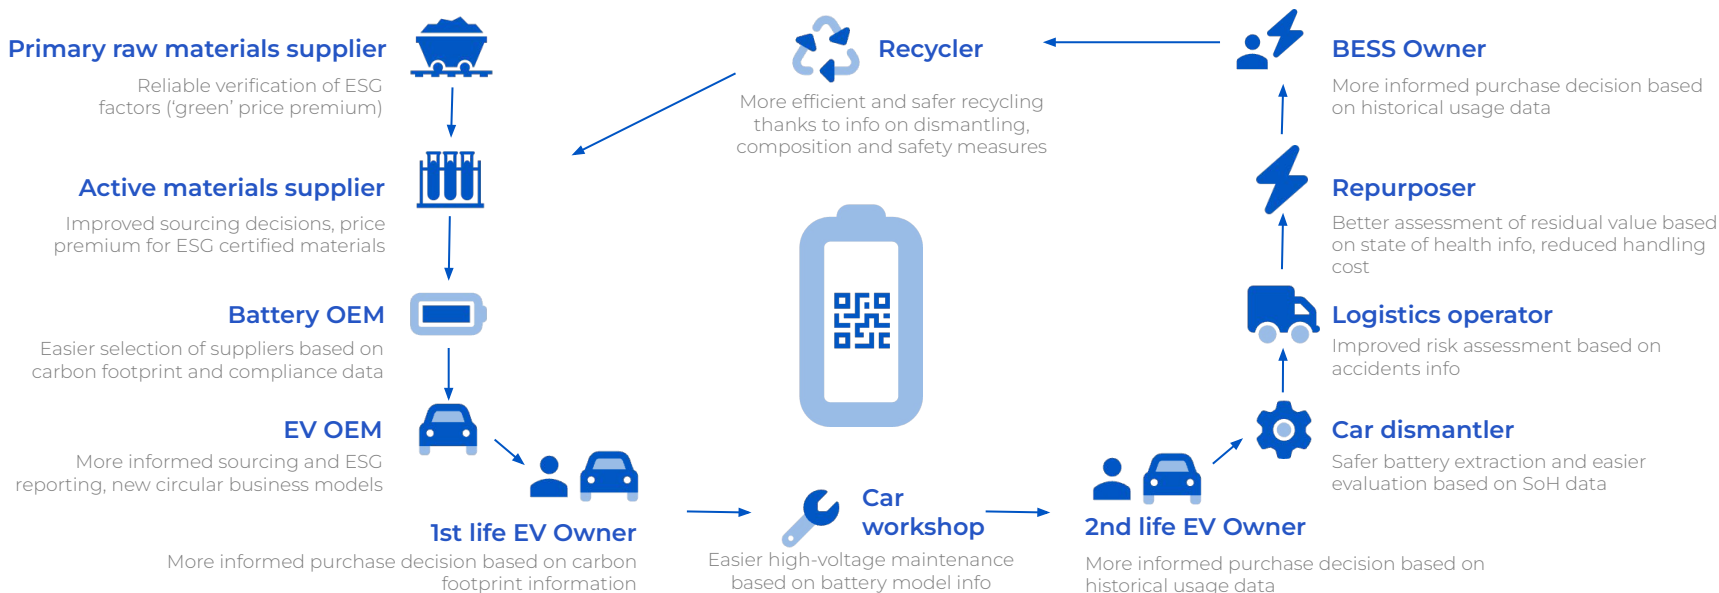 Primary raw materials supplier
Reliable verification of ESG
factors (‘green’ price premium)
Active materials supplier
Improved sourcing decisions, price
premium for ESG certified materials
Battery OEM
Easier selection of suppliers based on
carbon footprint and compliance data
EV OEM
More informed sourcing and ESG
reporting, new circular business models
1st life EV Owner
More informed purchase decision based on carbon
footprint information
Car
workshop
Easier high-voltage maintenance
based on battery model info
2nd life EV Owner
More informed purchase decision based on
historical usage data
Car dismantler
Safer battery extraction and easier
evaluation based on SoH data
Logistics operator
Improved risk assessment based on
accidents info
Repurposer
Better assessment of residual value based
on state of health info, reduced handling
cost
BESS Owner
More informed purchase decision based
on historical usage data
Recycler
More efficient and safer recycling
thanks to info on dismantling,
composition and safety measures